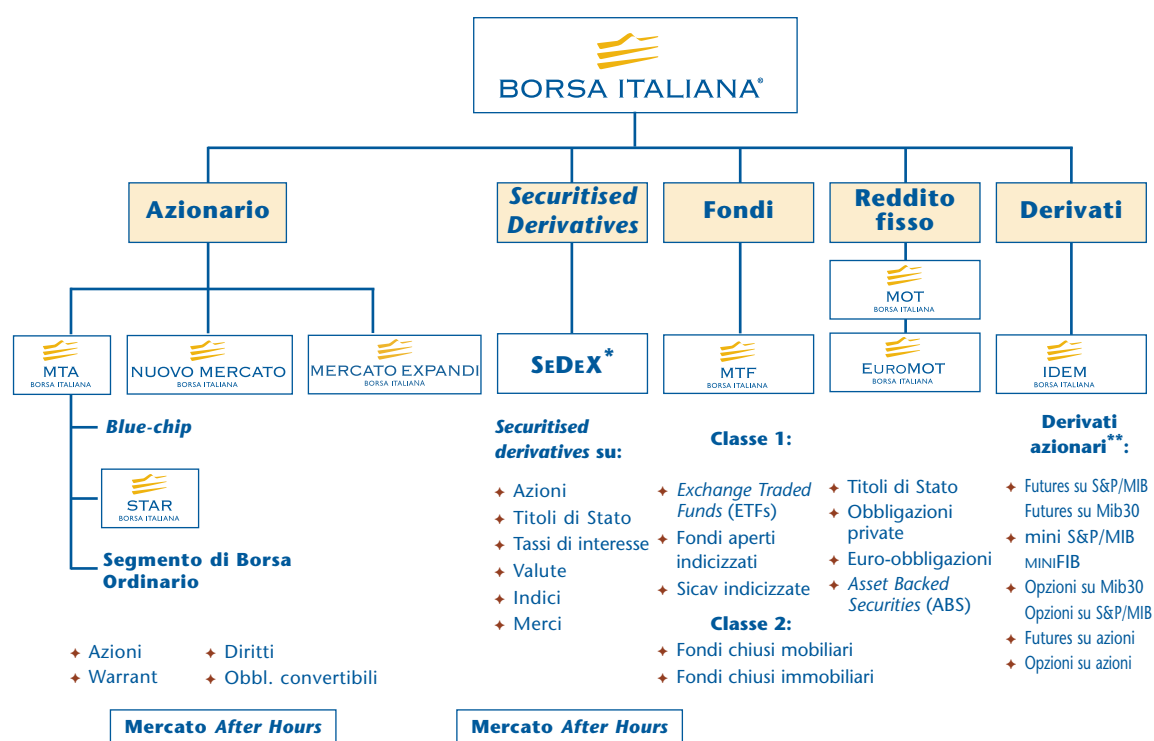 BORSA ITALIANA®
Azionario
Securitised
Derivatives
Fondi
Reddito
fisso
Derivati
MOT
BORSA ITALIANA
MTA
BORSA ITALIANA
NUOVO MERCATO
BORSA ITALIANA
MERCATO EXPANDI
BORSA ITALIANA
SEDEX*
MTF
BORSA ITALIANA
EUROMOT
BORSA ITALIANA
IDEM
BORSA ITALIANA
Blue-chip
STAR
BORSA ITALIANA
Segmento di Borsa
Ordinario
✦ Azioni
✦ Warrant
✦ Diritti
✦ Obbl. convertibili
Mercato After Hours
Securitised
derivatives su:
✦ Azioni
✦ Titoli di Stato
✦ Tassi di interesse
✦ Valute
✦ Indici
✦ Merci
Mercato After Hours
Classe 1:
✦ Exchange Traded
Funds (ETFs)
✦ Fondi aperti
indicizzati
✦ Sicav indicizzate
Classe 2:
✦ Fondi chiusi mobiliari
✦ Fondi chiusi immobiliari
✦ Titoli di Stato
✦ Obbligazioni
private
✦ Euro-obbligazioni
✦ Asset Backed
Securities (ABS)
Derivati
azionari**:
✦ Futures su S&P/MIB
Futures su Mib30
✦ mini S&P/MIB
MINIFIB
✦ Opzioni su Mib30
Opzioni su S&P/MIB
✦ Futures su azioni
✦ Opzioni su azioni